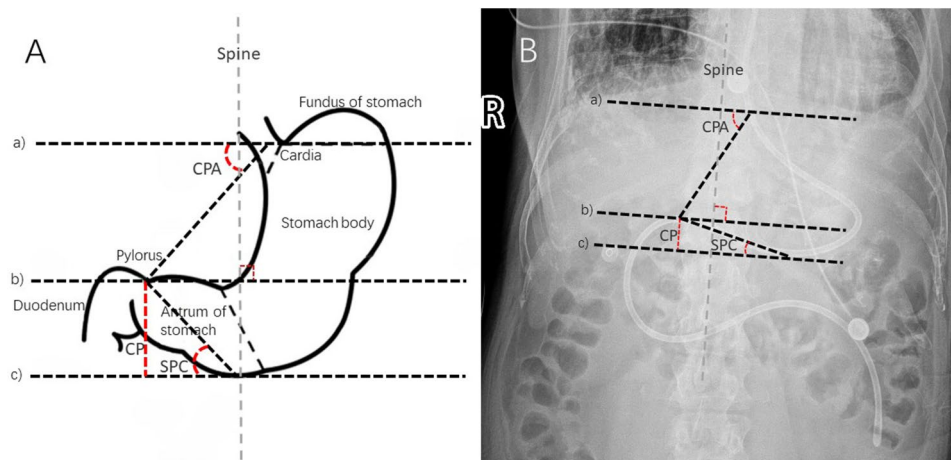 A
Spine
Fundus of stomach
a)
Cardia
CPA
Stomach body
Pylorus
b)
Duodenum
Antrum of
stomach
CP
SPC
c)
B
Spine
R
a)
CPA
b)
CP
SPC
c)